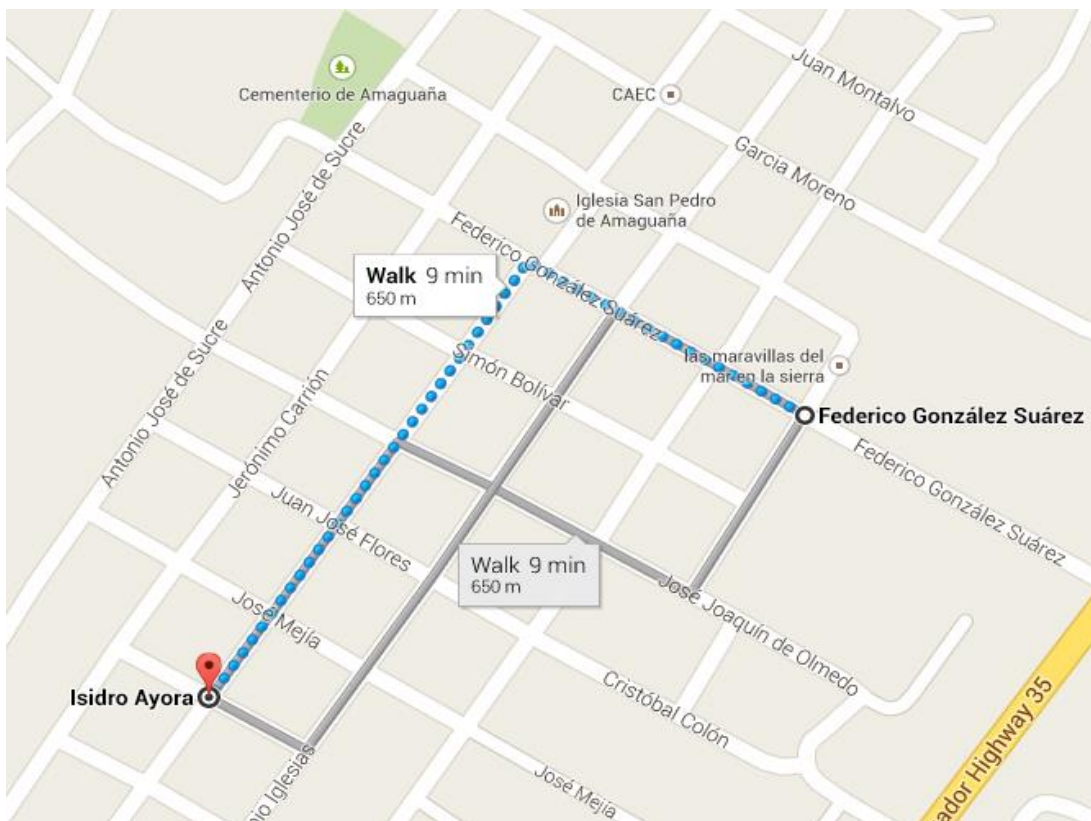 Juan Montalvo
Cementerio de Amaguaña
CAEC
Garcia Moreno
Antonio José de Sucre
Iglesia San Pedro
de Amaguaña
Federico González Suárez
Walk 9 min
650 m
Simón Bolívar
las maravillas del
mar en la sierra
Antonio José de Sucre
Jerónimo Carrión
Federico González Suárez
Federico González Suárez
Juan José Flores
Walk 9 min
650 m
José Joaquín de Olmedo
José Mejía
Isidro Ayora
Cristóbal Colón
Iglesias
José Mejía
Highway 35